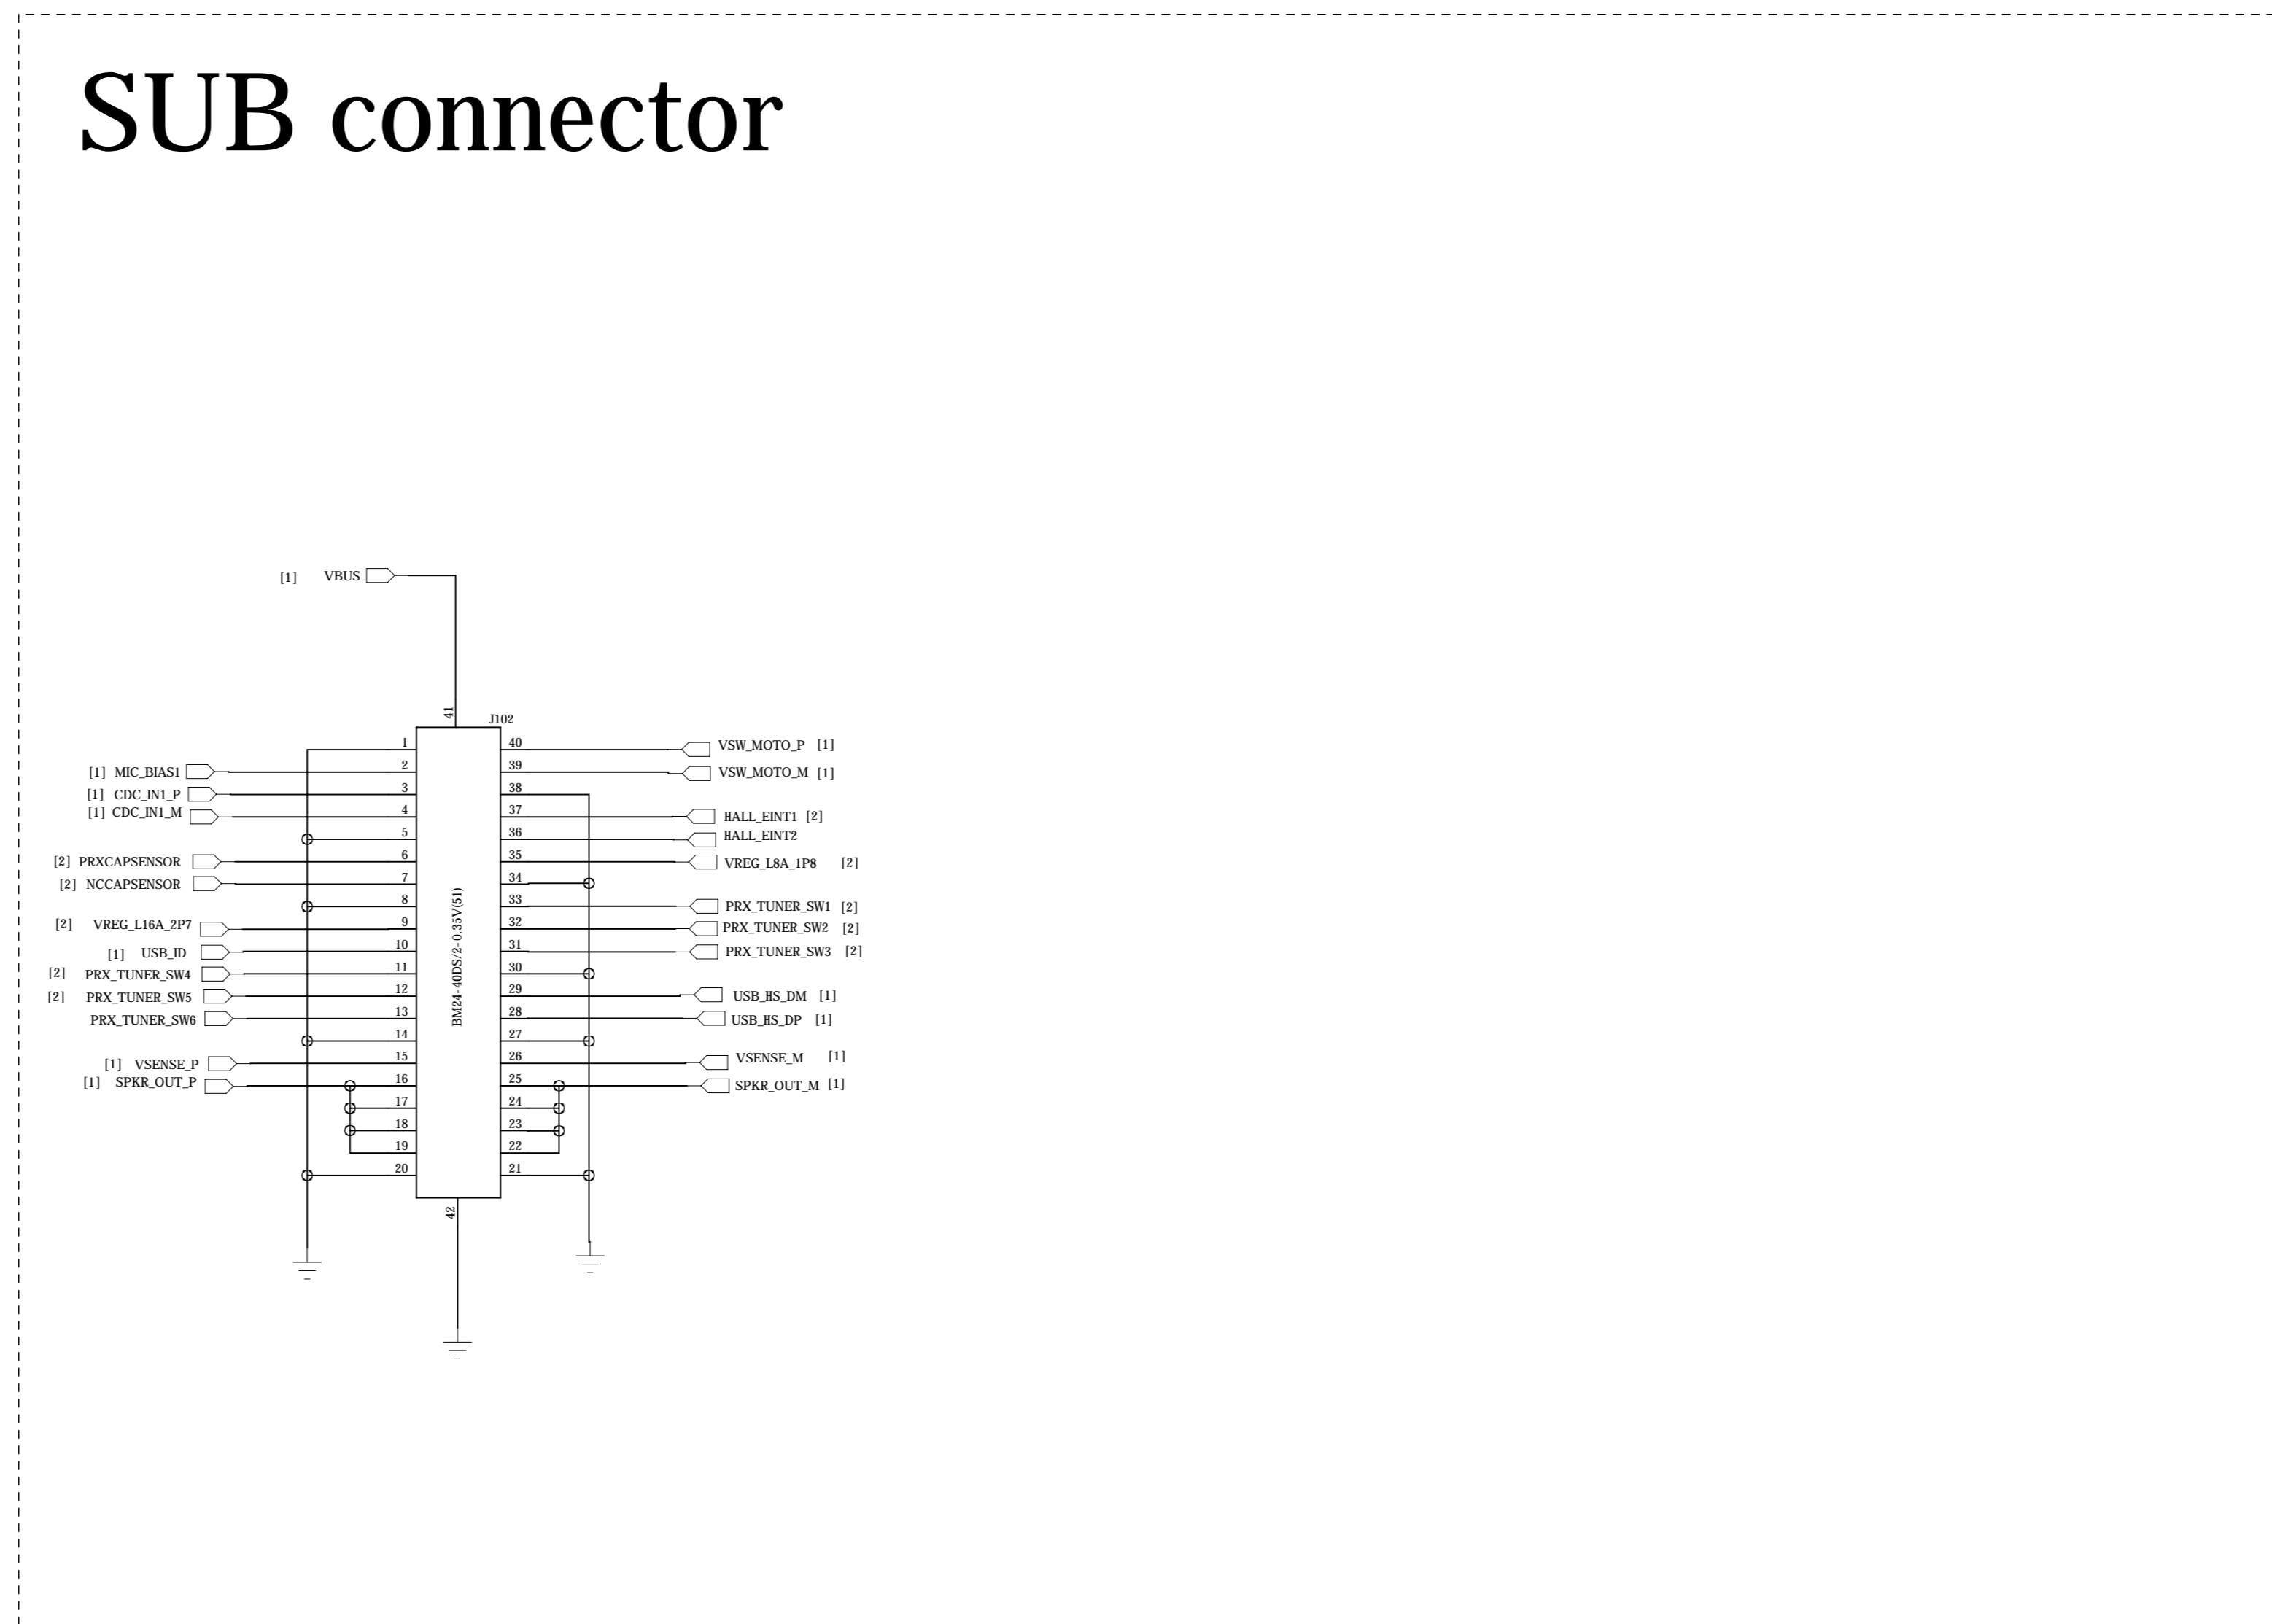 SUB connector
[1] VBUS
41
J102
1 40 VSW_MOTO_P [1]
[1] MIC_BIAS1 2 39 VSW_MOTO_M [1]
[1] CDC_IN1_P 3 38
[1] CDC_IN1_M 4 37 HALL_EINT1 [2]
5 36 HALL_EINT2
[2] PRXCAPSENSOR 6 35 VREG_L8A_1P8 [2]
[2] NCCAPSENSOR 7 34
8 33 PRX_TUNER_SW1 [2]
[2] VREG_L16A_2P7 9 32 PRX_TUNER_SW2 [2]
[1] USB_ID 10 31 PRX_TUNER_SW3 [2]
[2] PRX_TUNER_SW4 11 30
[2] PRX_TUNER_SW5 12 29 USB_HS_DM [1]
PRX_TUNER_SW6 13 28 USB_HS_DP [1]
14 27
[1] VSENSE_P 15 26 VSENSE_M [1]
[1] SPKR_OUT_P 16 25 SPKR_OUT_M [1]
17 24
18 23
19 22
20 21
BM24-40DS/2-0.35V(51)
42